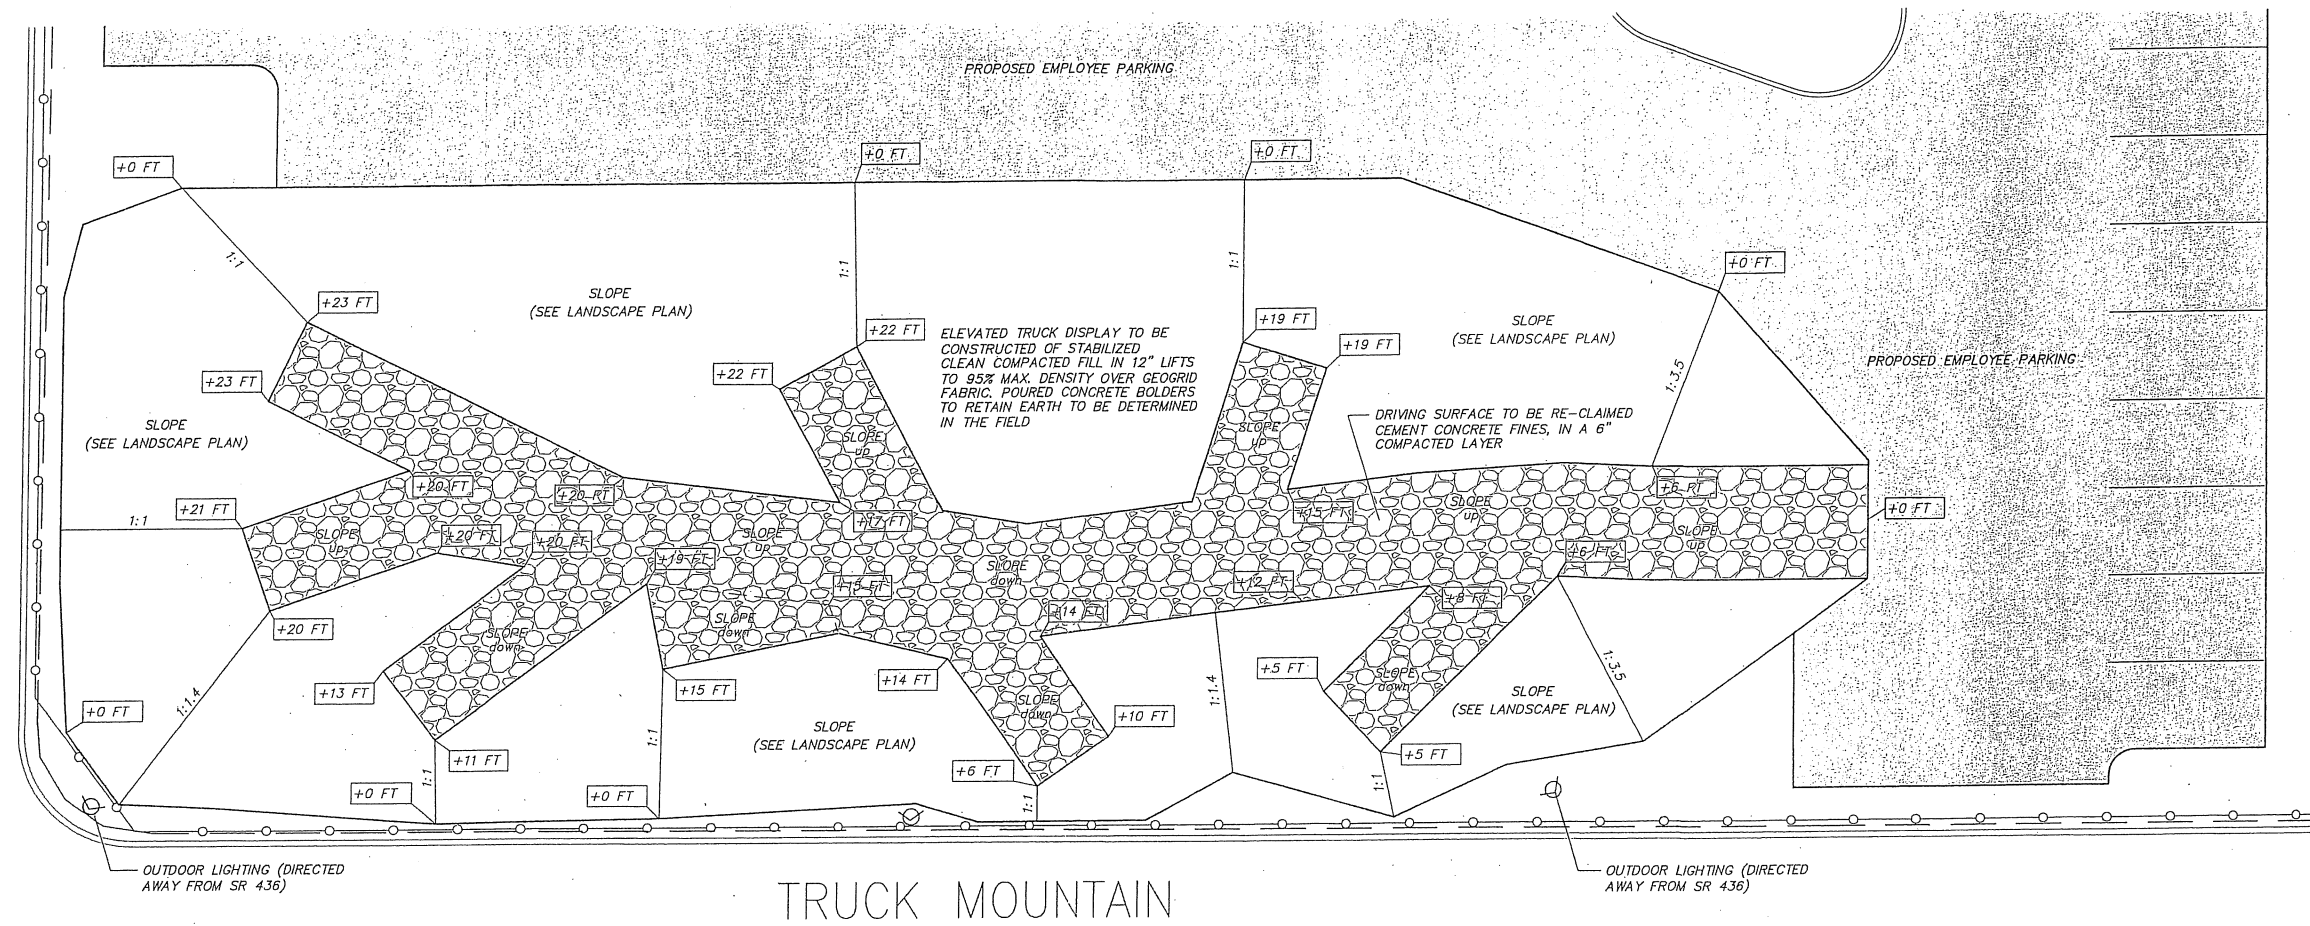 PROPOSED EMPLOYEE PARKING
+0 FT
+0 FT
+0 FT
+0 FT
1:1
1:1
1:1
+23 FT
SLOPE
(SEE LANDSCAPE PLAN)
+22 FT
ELEVATED TRUCK DISPLAY TO BE
CONSTRUCTED OF STABILIZED
CLEAN COMPACTED FILL IN 12" LIFTS
TO 95% MAX. DENSITY OVER GEOGRID
FABRIC. POURED CONCRETE BOLDERS
TO RETAIN EARTH TO BE DETERMINED
IN THE FIELD
+19 FT
+19 FT
SLOPE
(SEE LANDSCAPE PLAN)
1:3.5
PROPOSED EMPLOYEE PARKING
+23 FT
+22 FT
DRIVING SURFACE TO BE RE-CLAIMED
CEMENT CONCRETE FINES, IN A 6"
COMPACTED LAYER
SLOPE
(SEE LANDSCAPE PLAN)
SLOPE
up
SLOPE
up
+20 FT
+20 FT
+6 FT
+21 FT
1:1
+17 FT
+15 FT
SLOPE
up
+0 FT
SLOPE
up
+20 FT
+20 FT
SLOPE
up
SLOPE
up
+19 FT
+6 FT
SLOPE
down
+15 FT
+12 FT
+8 FT
+20 FT
SLOPE
down
SLOPE
down
+14 FT
+13 FT
+15 FT
+14 FT
+5 FT
SLOPE
down
1:3.5
1:1.4
1:1.4
SLOPE
(SEE LANDSCAPE PLAN)
+0 FT
SLOPE
down
+10 FT
SLOPE
(SEE LANDSCAPE PLAN)
1:1
+11 FT
+6 FT
+5 FT
1:1
1:1
1:1
+0 FT
+0 FT
OUTDOOR LIGHTING (DIRECTED
AWAY FROM SR 436)
OUTDOOR LIGHTING (DIRECTED
AWAY FROM SR 436)
TRUCK MOUNTAIN